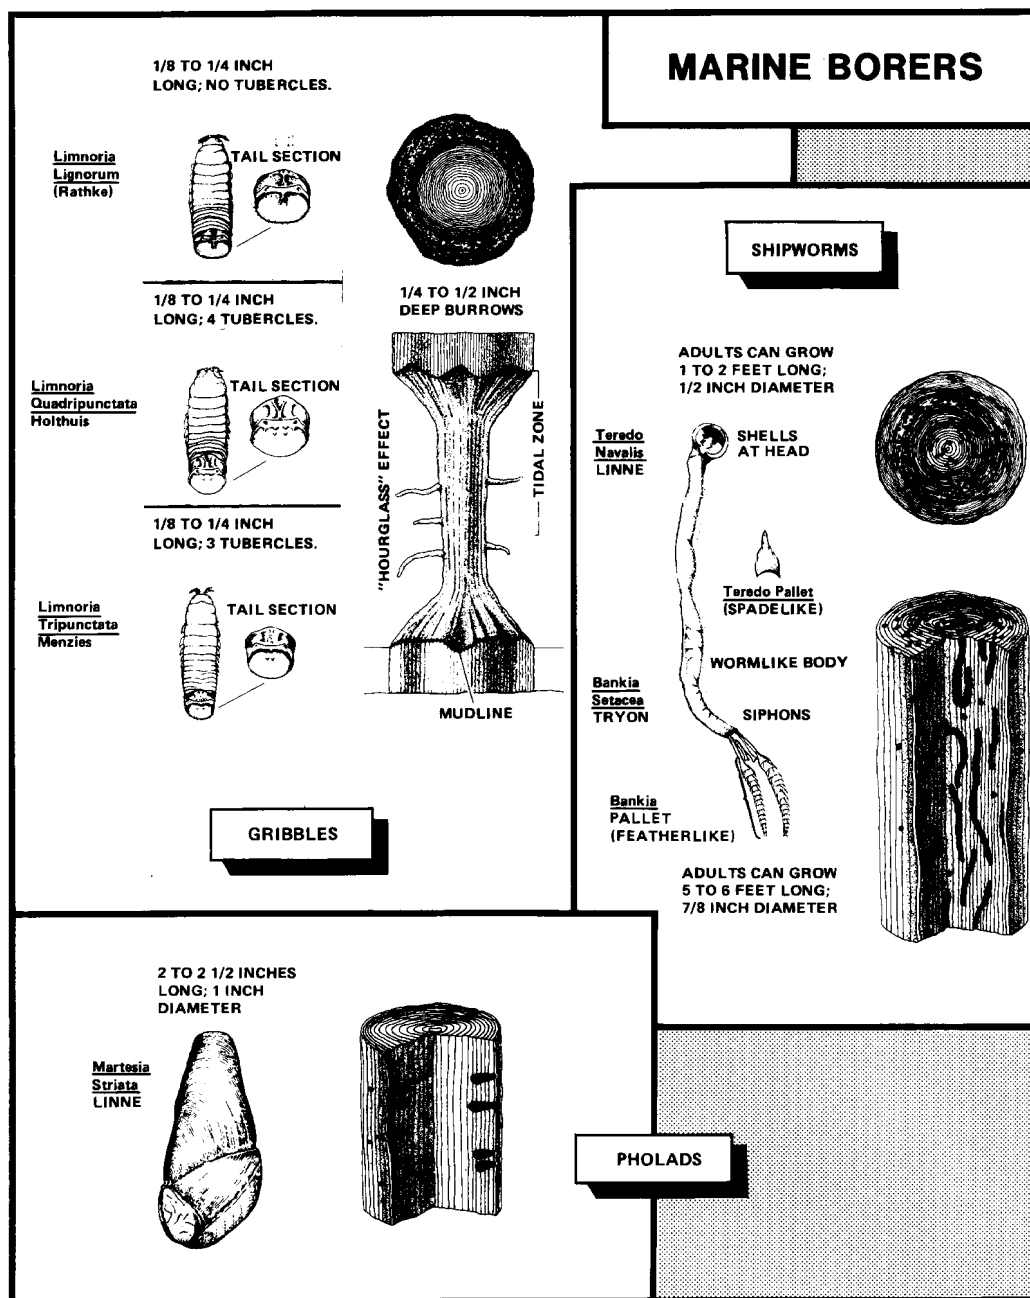 MARINE BORERS
1/8 TO 1/4 INCH
LONG; NO TUBERCLES.
Limnoria
Lignorum
(Rathke)
TAIL SECTION
1/8 TO 1/4 INCH
LONG; 4 TUBERCLES.
Limnoria
Quadripunctata
Holthuis
TAIL SECTION
1/8 TO 1/4 INCH
LONG; 3 TUBERCLES.
Limnoria
Tripunctata
Menzies
TAIL SECTION
1/4 TO 1/2 INCH
DEEP BURROWS
"HOURGLASS" EFFECT
TIDAL ZONE
MUDLINE
GRIBBLES
SHIPWORMS
ADULTS CAN GROW
1 TO 2 FEET LONG;
1/2 INCH DIAMETER
Teredo
Navalis
LINNE
SHELLS
AT HEAD
Teredo Pallet
(SPADELIKE)
WORMLIKE BODY
Bankia
Setacea
TRYON
SIPHONS
Bankia
PALLET
(FEATHERLIKE)
ADULTS CAN GROW
5 TO 6 FEET LONG;
7/8 INCH DIAMETER
2 TO 2 1/2 INCHES
LONG; 1 INCH
DIAMETER
Martesia
Striata
LINNE
PHOLADS